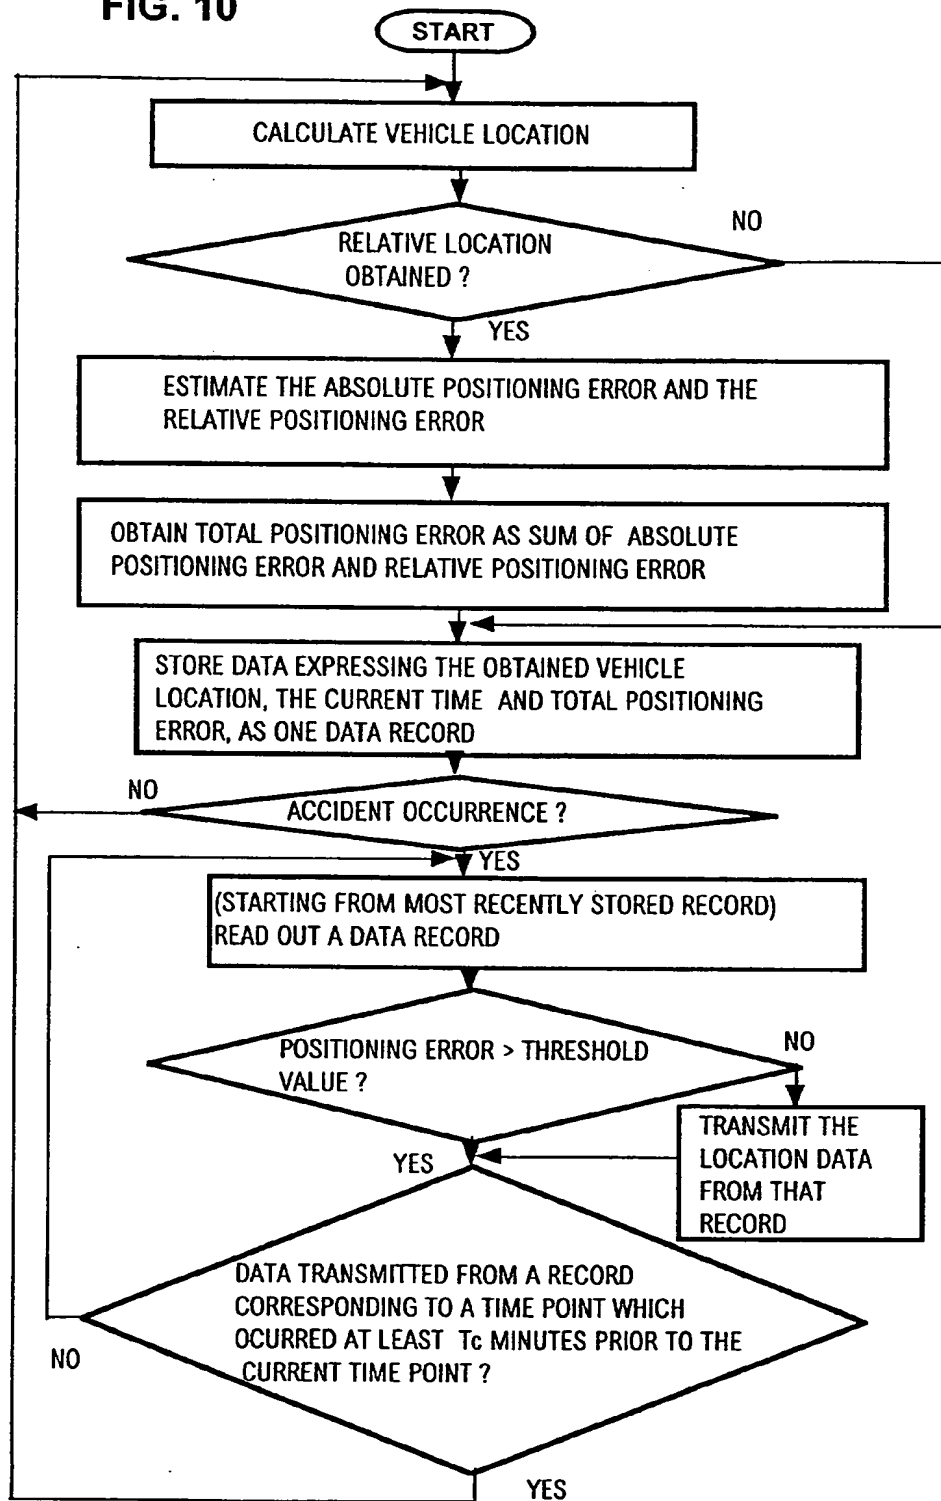 FIG. 10
START
CALCULATE VEHICLE LOCATION
NO
RELATIVE LOCATION
OBTAINED ?
YES
ESTIMATE THE ABSOLUTE POSITIONING ERROR AND THE
RELATIVE POSITIONING ERROR
OBTAIN TOTAL POSITIONING ERROR AS SUM OF ABSOLUTE
POSITIONING ERROR AND RELATIVE POSITIONING ERROR
STORE DATA EXPRESSING THE OBTAINED VEHICLE
LOCATION, THE CURRENT TIME AND TOTAL POSITIONING
ERROR, AS ONE DATA RECORD
NO
ACCIDENT OCCURRENCE ?
YES
(STARTING FROM MOST RECENTLY STORED RECORD)
READ OUT A DATA RECORD
NO
POSITIONING ERROR > THRESHOLD
VALUE ?
TRANSMIT THE
LOCATION DATA
FROM THAT
RECORD
YES
DATA TRANSMITTED FROM A RECORD
CORRESPONDING TO A TIME POINT WHICH
OCURRED AT LEAST Tc MINUTES PRIOR TO THE
CURRENT TIME POINT ?
NO
YES